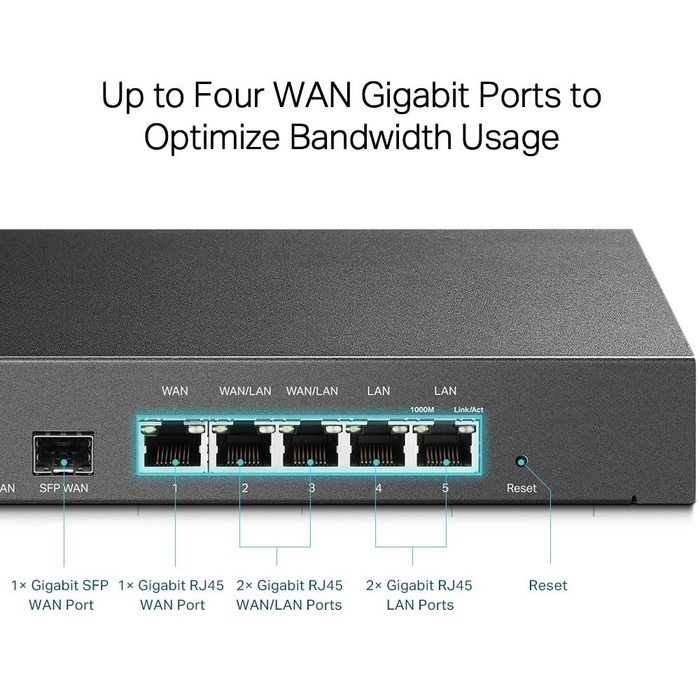 Up to Four WAN Gigabit Ports to
Optimize Bandwidth Usage
WAN WAN/LAN WAN/LAN LAN LAN
1000M Link/Act
AN SFP WAN 1 2 3 4 5 Reset
1× Gigabit SFP
WAN Port
1× Gigabit RJ45
WAN Port
2× Gigabit RJ45
WAN/LAN Ports
2× Gigabit RJ45
LAN Ports
Reset